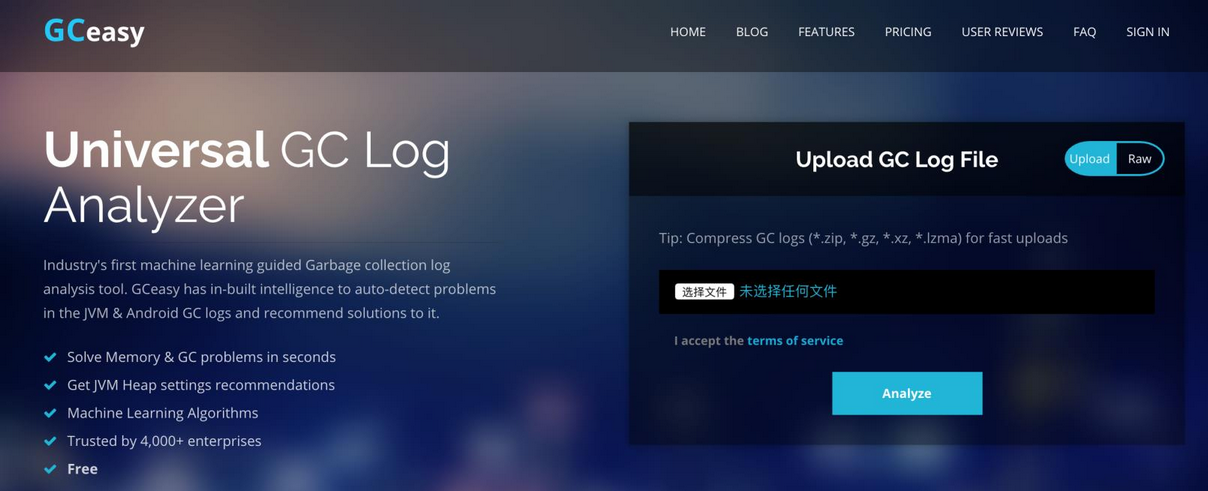 GCeasy
HOME BLOG FEATURES PRICING USER REVIEWS FAQ SIGN IN
Universal GC Log
Analyzer
Industry's first machine learning guided Garbage collection log
analysis tool. GCeasy has in-built intelligence to auto-detect problems
in the JVM & Android GC logs and recommend solutions to it.
Solve Memory & GC problems in seconds
Get JVM Heap settings recommendations
Machine Learning Algorithms
Trusted by 4,000+ enterprises
Free
Upload GC Log File
Upload Raw
Tip: Compress GC logs (*.zip, *.gz, *.xz, *.lzma) for fast uploads
选择文件 未选择任何文件
I accept the terms of service
Analyze